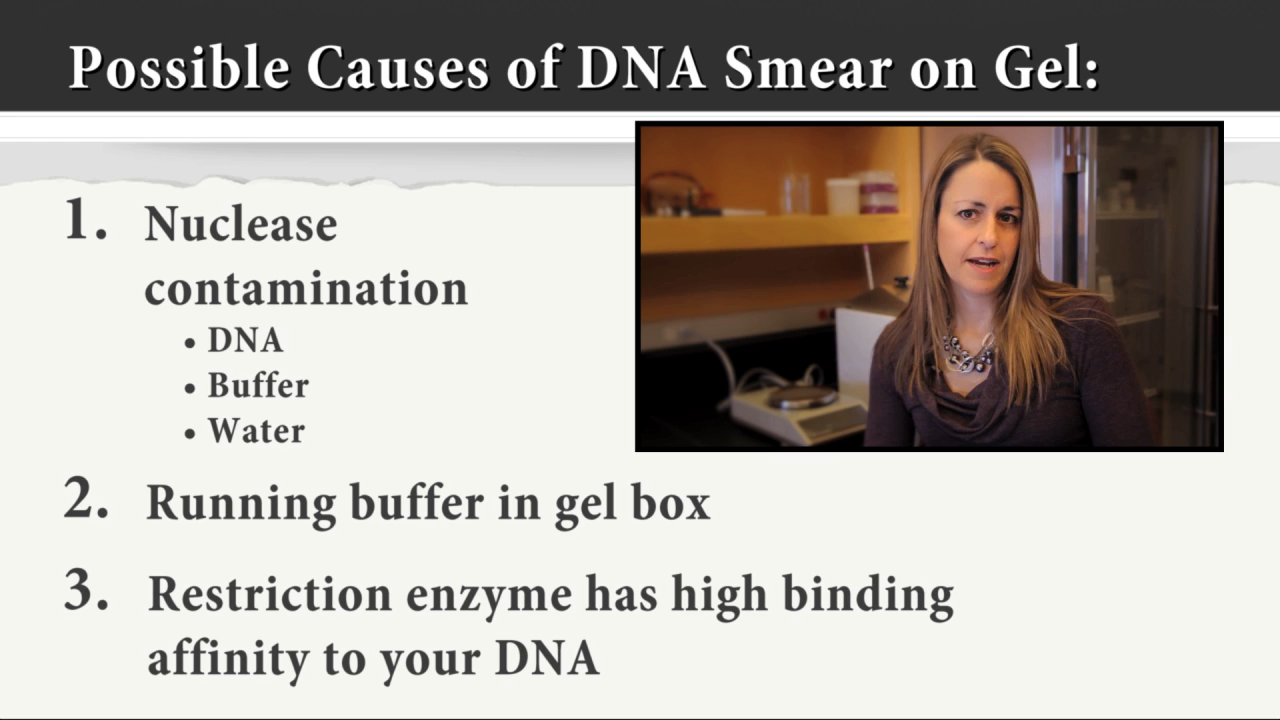 Possible Causes of DNA Smear on Gel:
1. Nuclease
contamination
• DNA
• Buffer
• Water
2. Running buffer in gel box
3. Restriction enzyme has high binding
affinity to your DNA